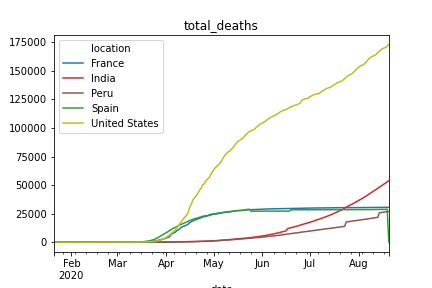 total_deaths
175000
150000
125000
100000
75000
50000
25000
0
location
France
India
Peru
Spain
United States
Feb Mar Apr May Jun Jul Aug
2020